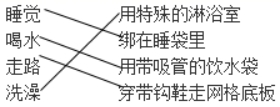 睡觉 用特殊的淋浴室
喝水 绑在睡袋里
走路 用带吸管的饮水袋
洗澡 穿带钩鞋走网格底板